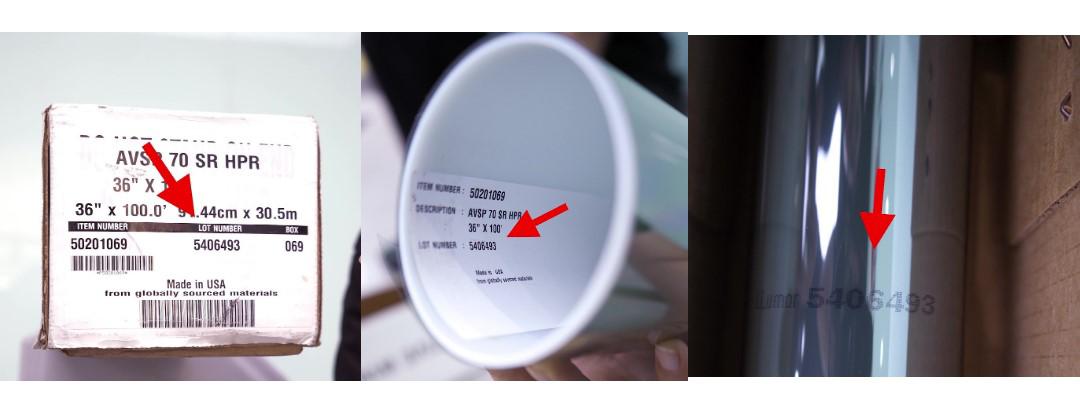 AVSP 70 SR HPR
36" X 1
36" x 100.0' 91.44cm x 30.5m
ITEM NUMBER LOT NUMBER BOX
50201069 5406493 069
Made in USA
from globally sourced materials
ITEM NUMBER : 50201069
DESCRIPTION : AVSP 70 SR HPR
36" X 100'
LOT NUMBER : 5406493
Made in USA
from globally sourced materials
llumar 5406493